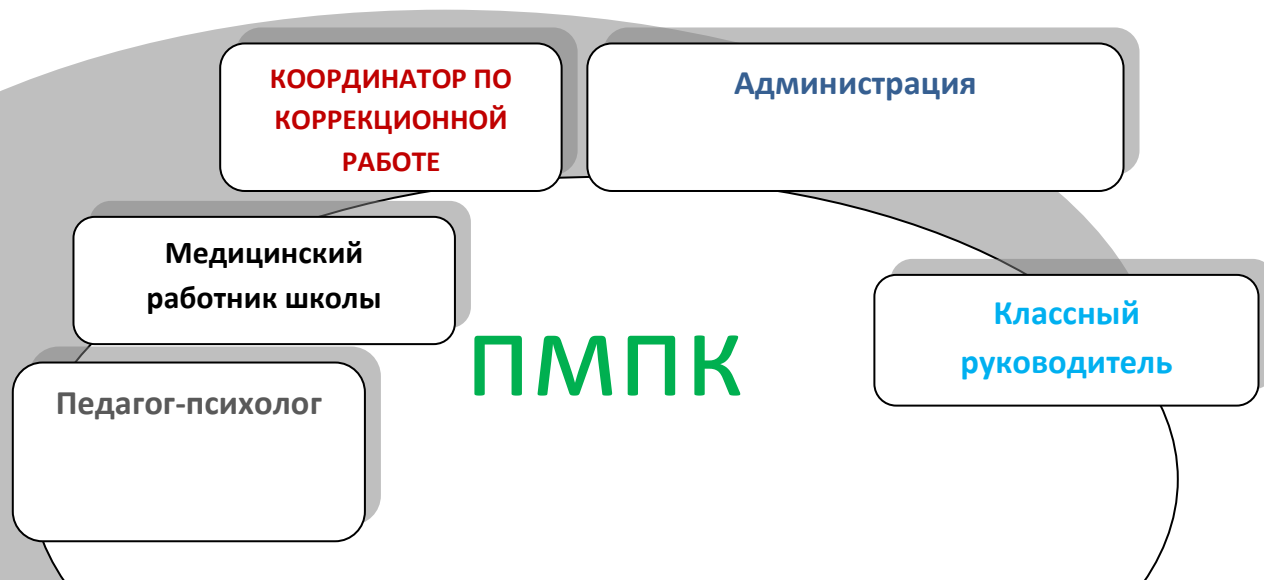 КООРДИНАТОР ПО
КОРРЕКЦИОННОЙ
РАБОТЕ
Администрация
Медицинский
работник школы
Классный
руководитель
ПМПК
Педагог-психолог